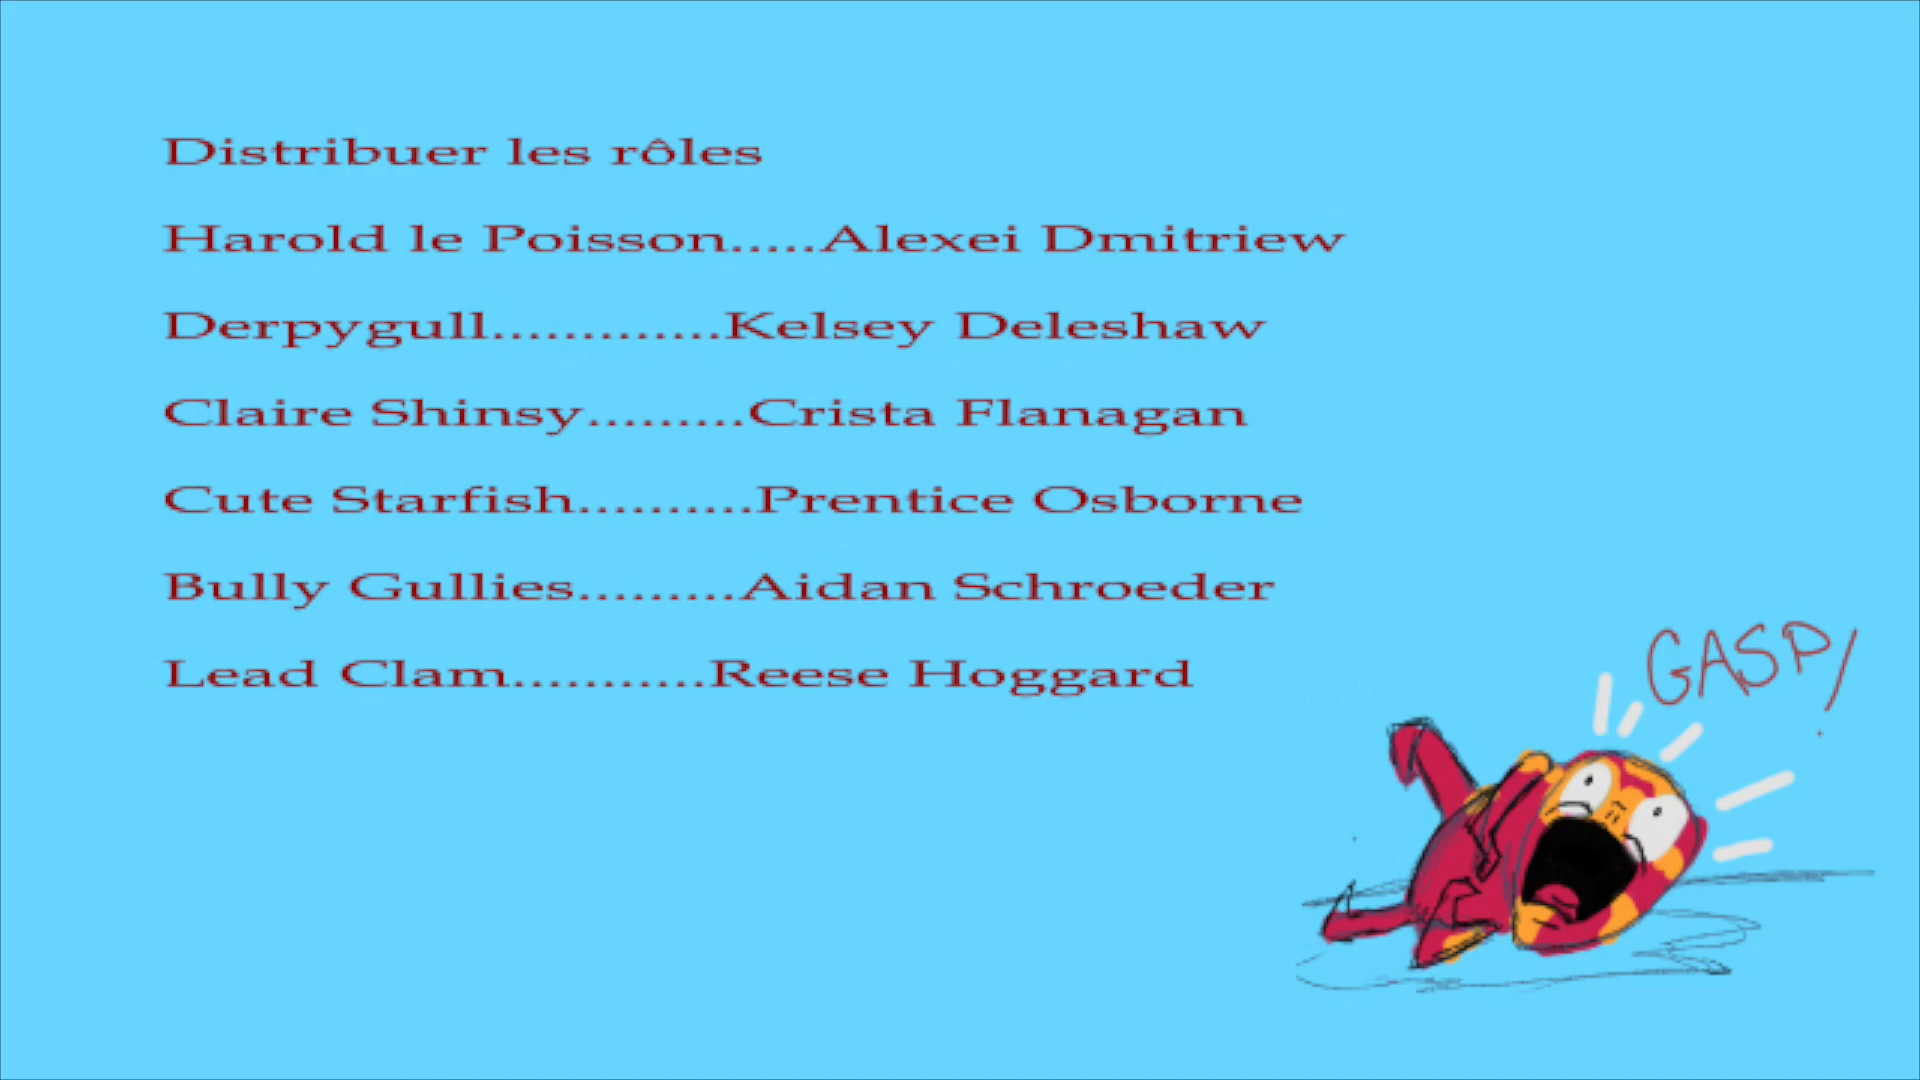 Distribuer les rôles
Harold le Poisson.....Alexei Dmitriew
Derpygull.............Kelsey Deleshaw
Claire Shinsy.........Crista Flanagan
Cute Starfish..........Prentice Osborne
Bully Gullies.........Aidan Schroeder
Lead Clam...........Reese Hoggard
GASP!